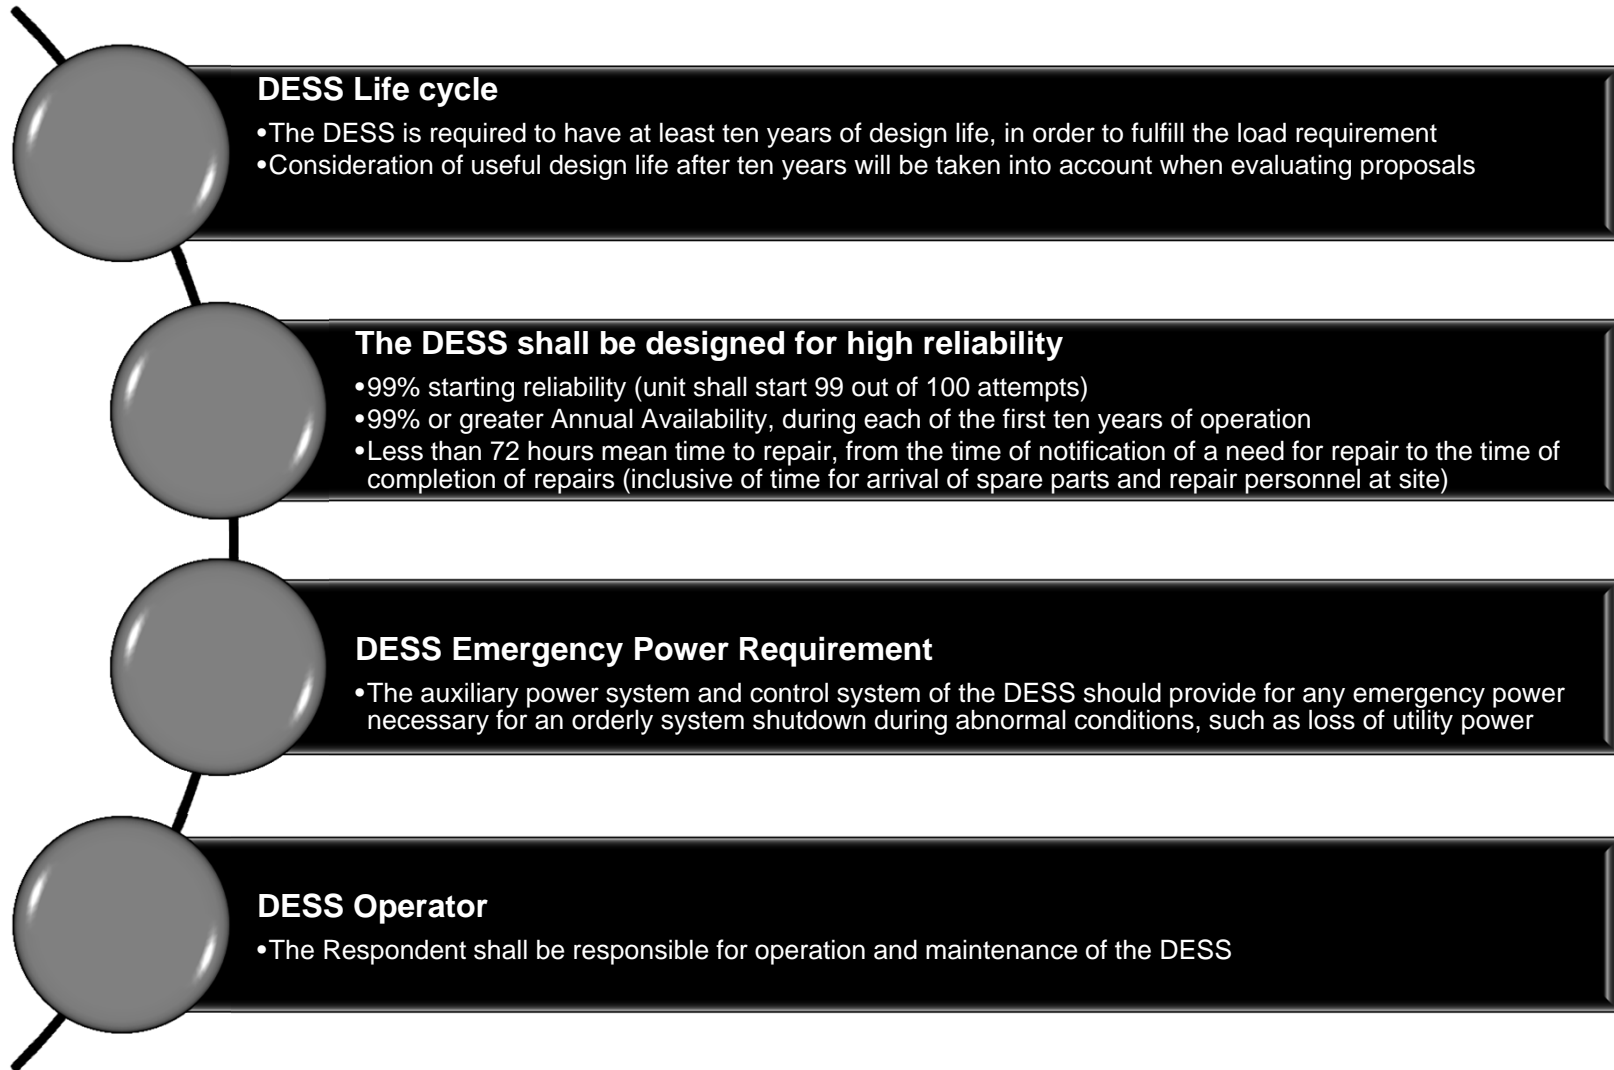 DESS Life cycle
•The DESS is required to have at least ten years of design life, in order to fulfill the load requirement
•Consideration of useful design life after ten years will be taken into account when evaluating proposals
The DESS shall be designed for high reliability
•99% starting reliability (unit shall start 99 out of 100 attempts)
•99% or greater Annual Availability, during each of the first ten years of operation
•Less than 72 hours mean time to repair, from the time of notification of a need for repair to the time of
completion of repairs (inclusive of time for arrival of spare parts and repair personnel at site)
DESS Emergency Power Requirement
•The auxiliary power system and control system of the DESS should provide for any emergency power
necessary for an orderly system shutdown during abnormal conditions, such as loss of utility power
DESS Operator
•The Respondent shall be responsible for operation and maintenance of the DESS